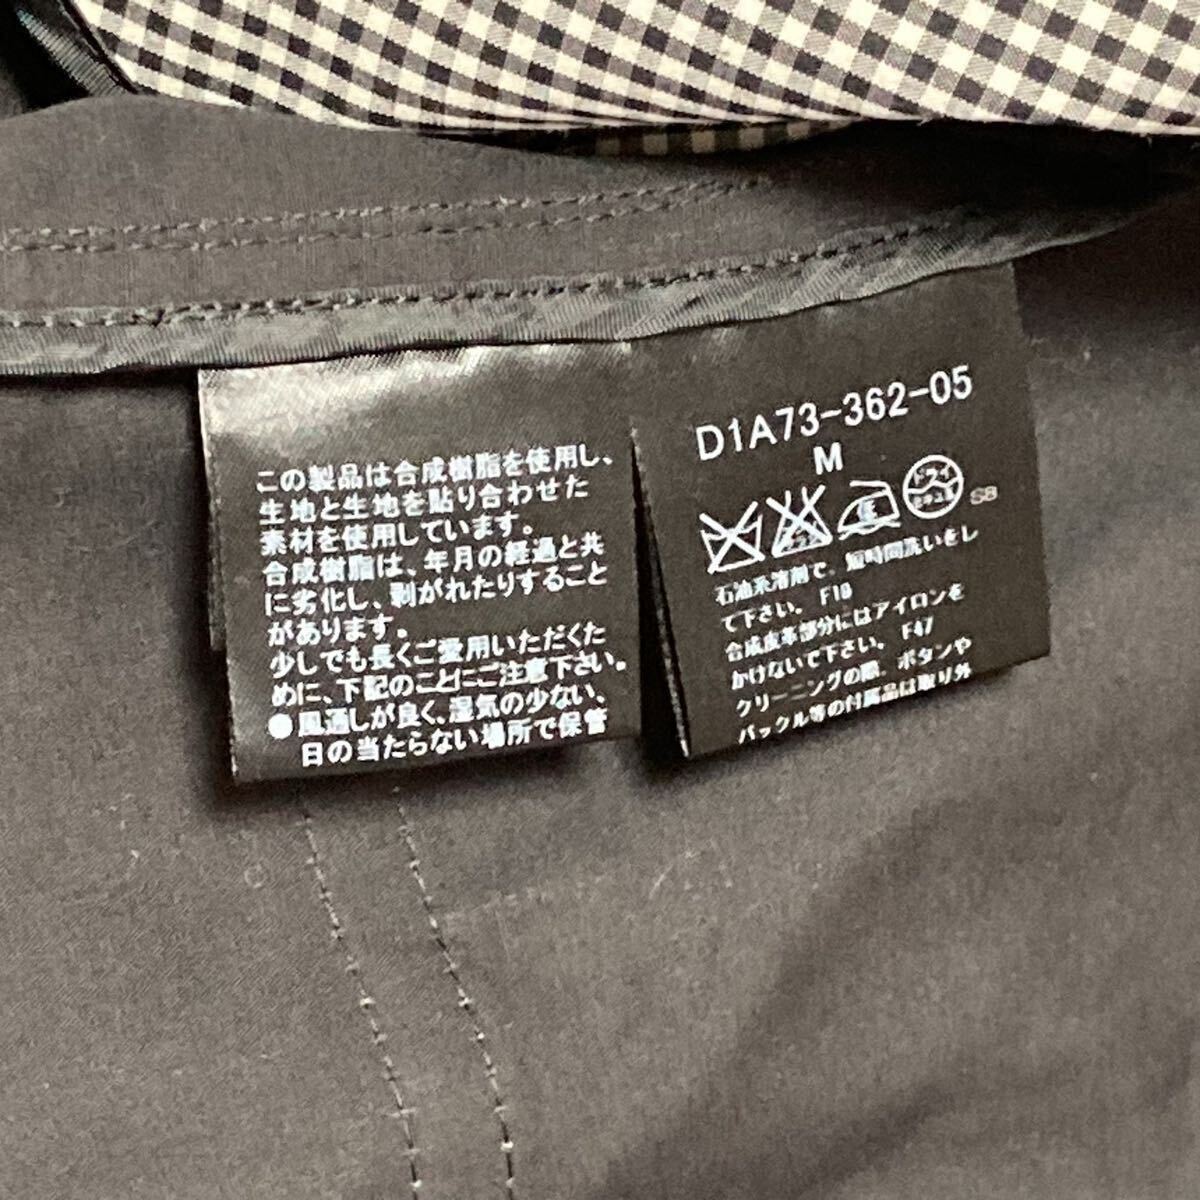 この製品は合成樹脂を使用し、
生地と生地を貼り合わせた
素材を使用しています。
合成樹脂は、年月の経過と共
に劣化し、剥がれたりすること
があります。
少しでも長くご愛用いただくた
めに、下記のことにご注意下さい。
●風通しが良く、湿気の少ない、
日の当たらない場所で保管
D1A73-362-05
M
ドライ
セキユ系
SB
石油系溶剤で、短時間洗いをし
て下さい。 F10
合成皮革部分にはアイロンを
かけないで下さい。 F47
クリーニングの際、ボタンや
バックル等の付属品は取り外